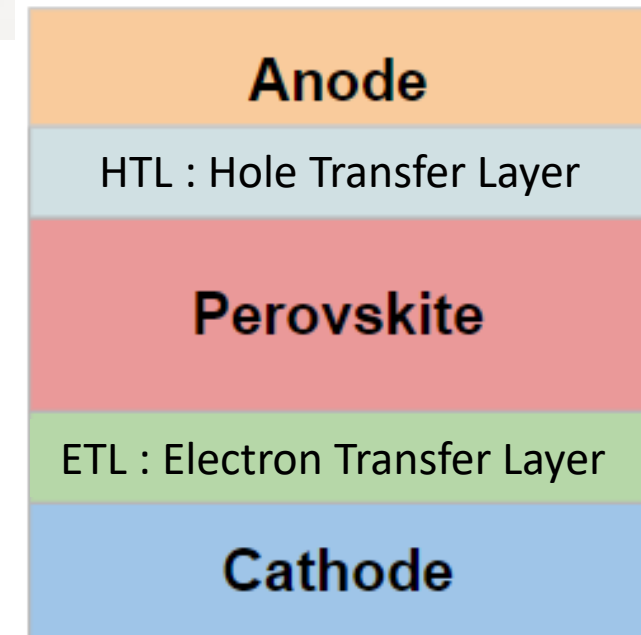 Anode
HTL : Hole Transfer Layer
Perovskite
ETL : Electron Transfer Layer
Cathode